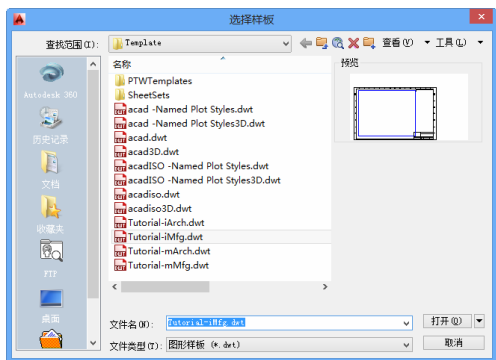 选择样板
查找范围(I): Template 查看(V) 工具(L)
名称 预览
PTWTemplates
SheetSets
acad -Named Plot Styles.dwt
acad -Named Plot Styles3D.dwt
acad.dwt
acad3D.dwt
acadISO -Named Plot Styles.dwt
acadISO -Named Plot Styles3D.dwt
acadiso.dwt
acadiso3D.dwt
Tutorial-iArch.dwt
Tutorial-iMfg.dwt
Tutorial-mArch.dwt
Tutorial-mMfg.dwt
Autodesk 360
历史记录
文档
收藏夹
FTP
桌面
文件名(N): Tutorial-iMfg.dwt 打开(O)
文件类型(T): 图形样板 (*.dwt) 取消